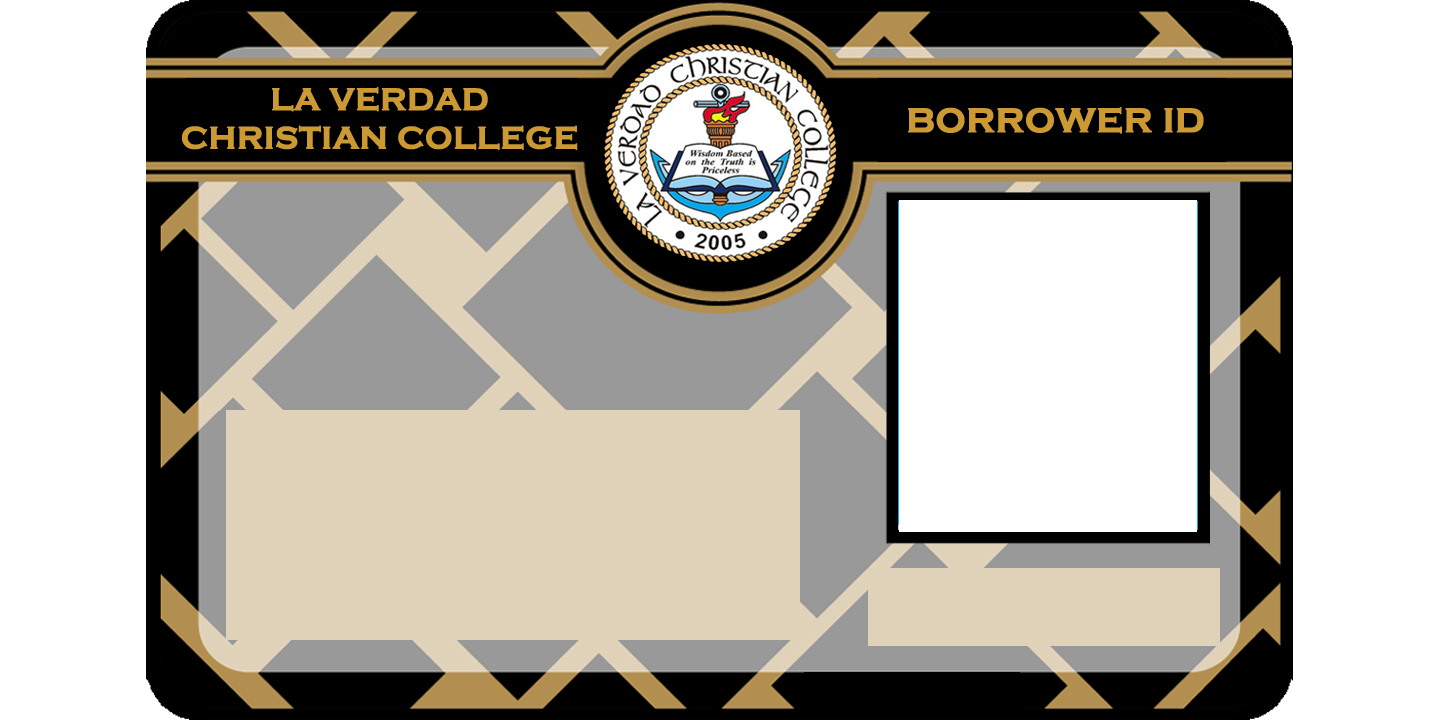 LA VERDAD
CHRISTIAN COLLEGE
LA VERDAD CHRISTIAN COLLEGE
Wisdom Based
on the Truth is
Priceless
• 2005 •
BORROWER ID